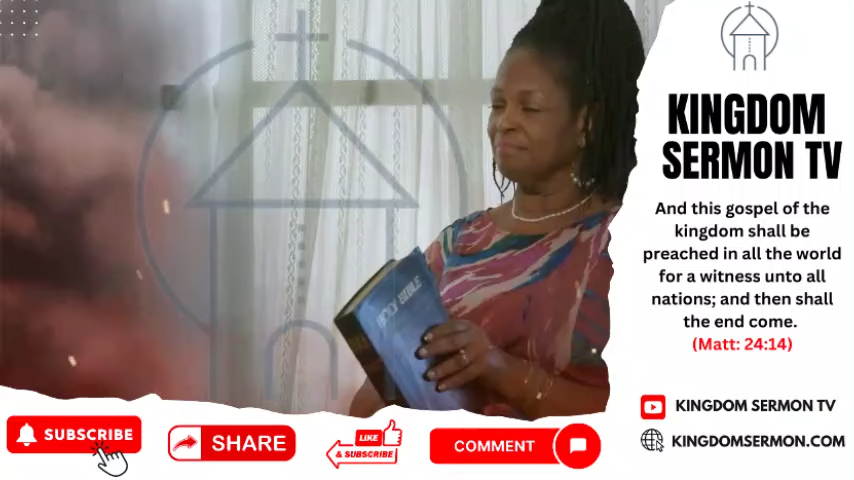 KINGDOM
SERMON TV
And this gospel of the
kingdom shall be
preached in all the world
for a witness unto all
nations; and then shall
the end come.
(Matt: 24:14)
HOLY BIBLE
KINGDOM SERMON TV
KINGDOMSERMON.COM
SUBSCRIBE
SHARE
LIKE
& SUBSCRIBE
COMMENT